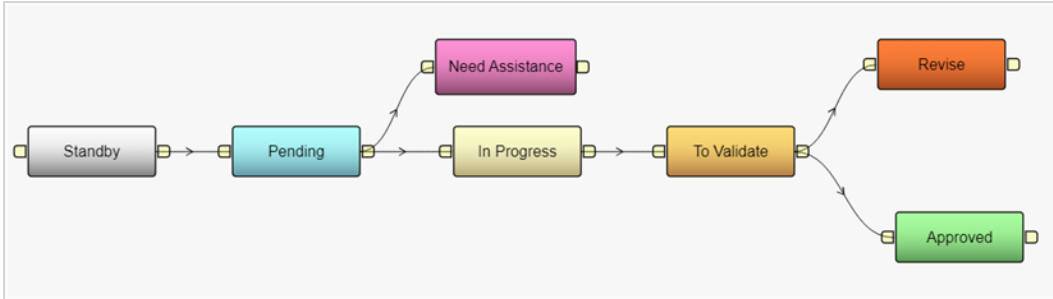 Need Assistance
Revise
Standby
Pending
In Progress
To Validate
Approved